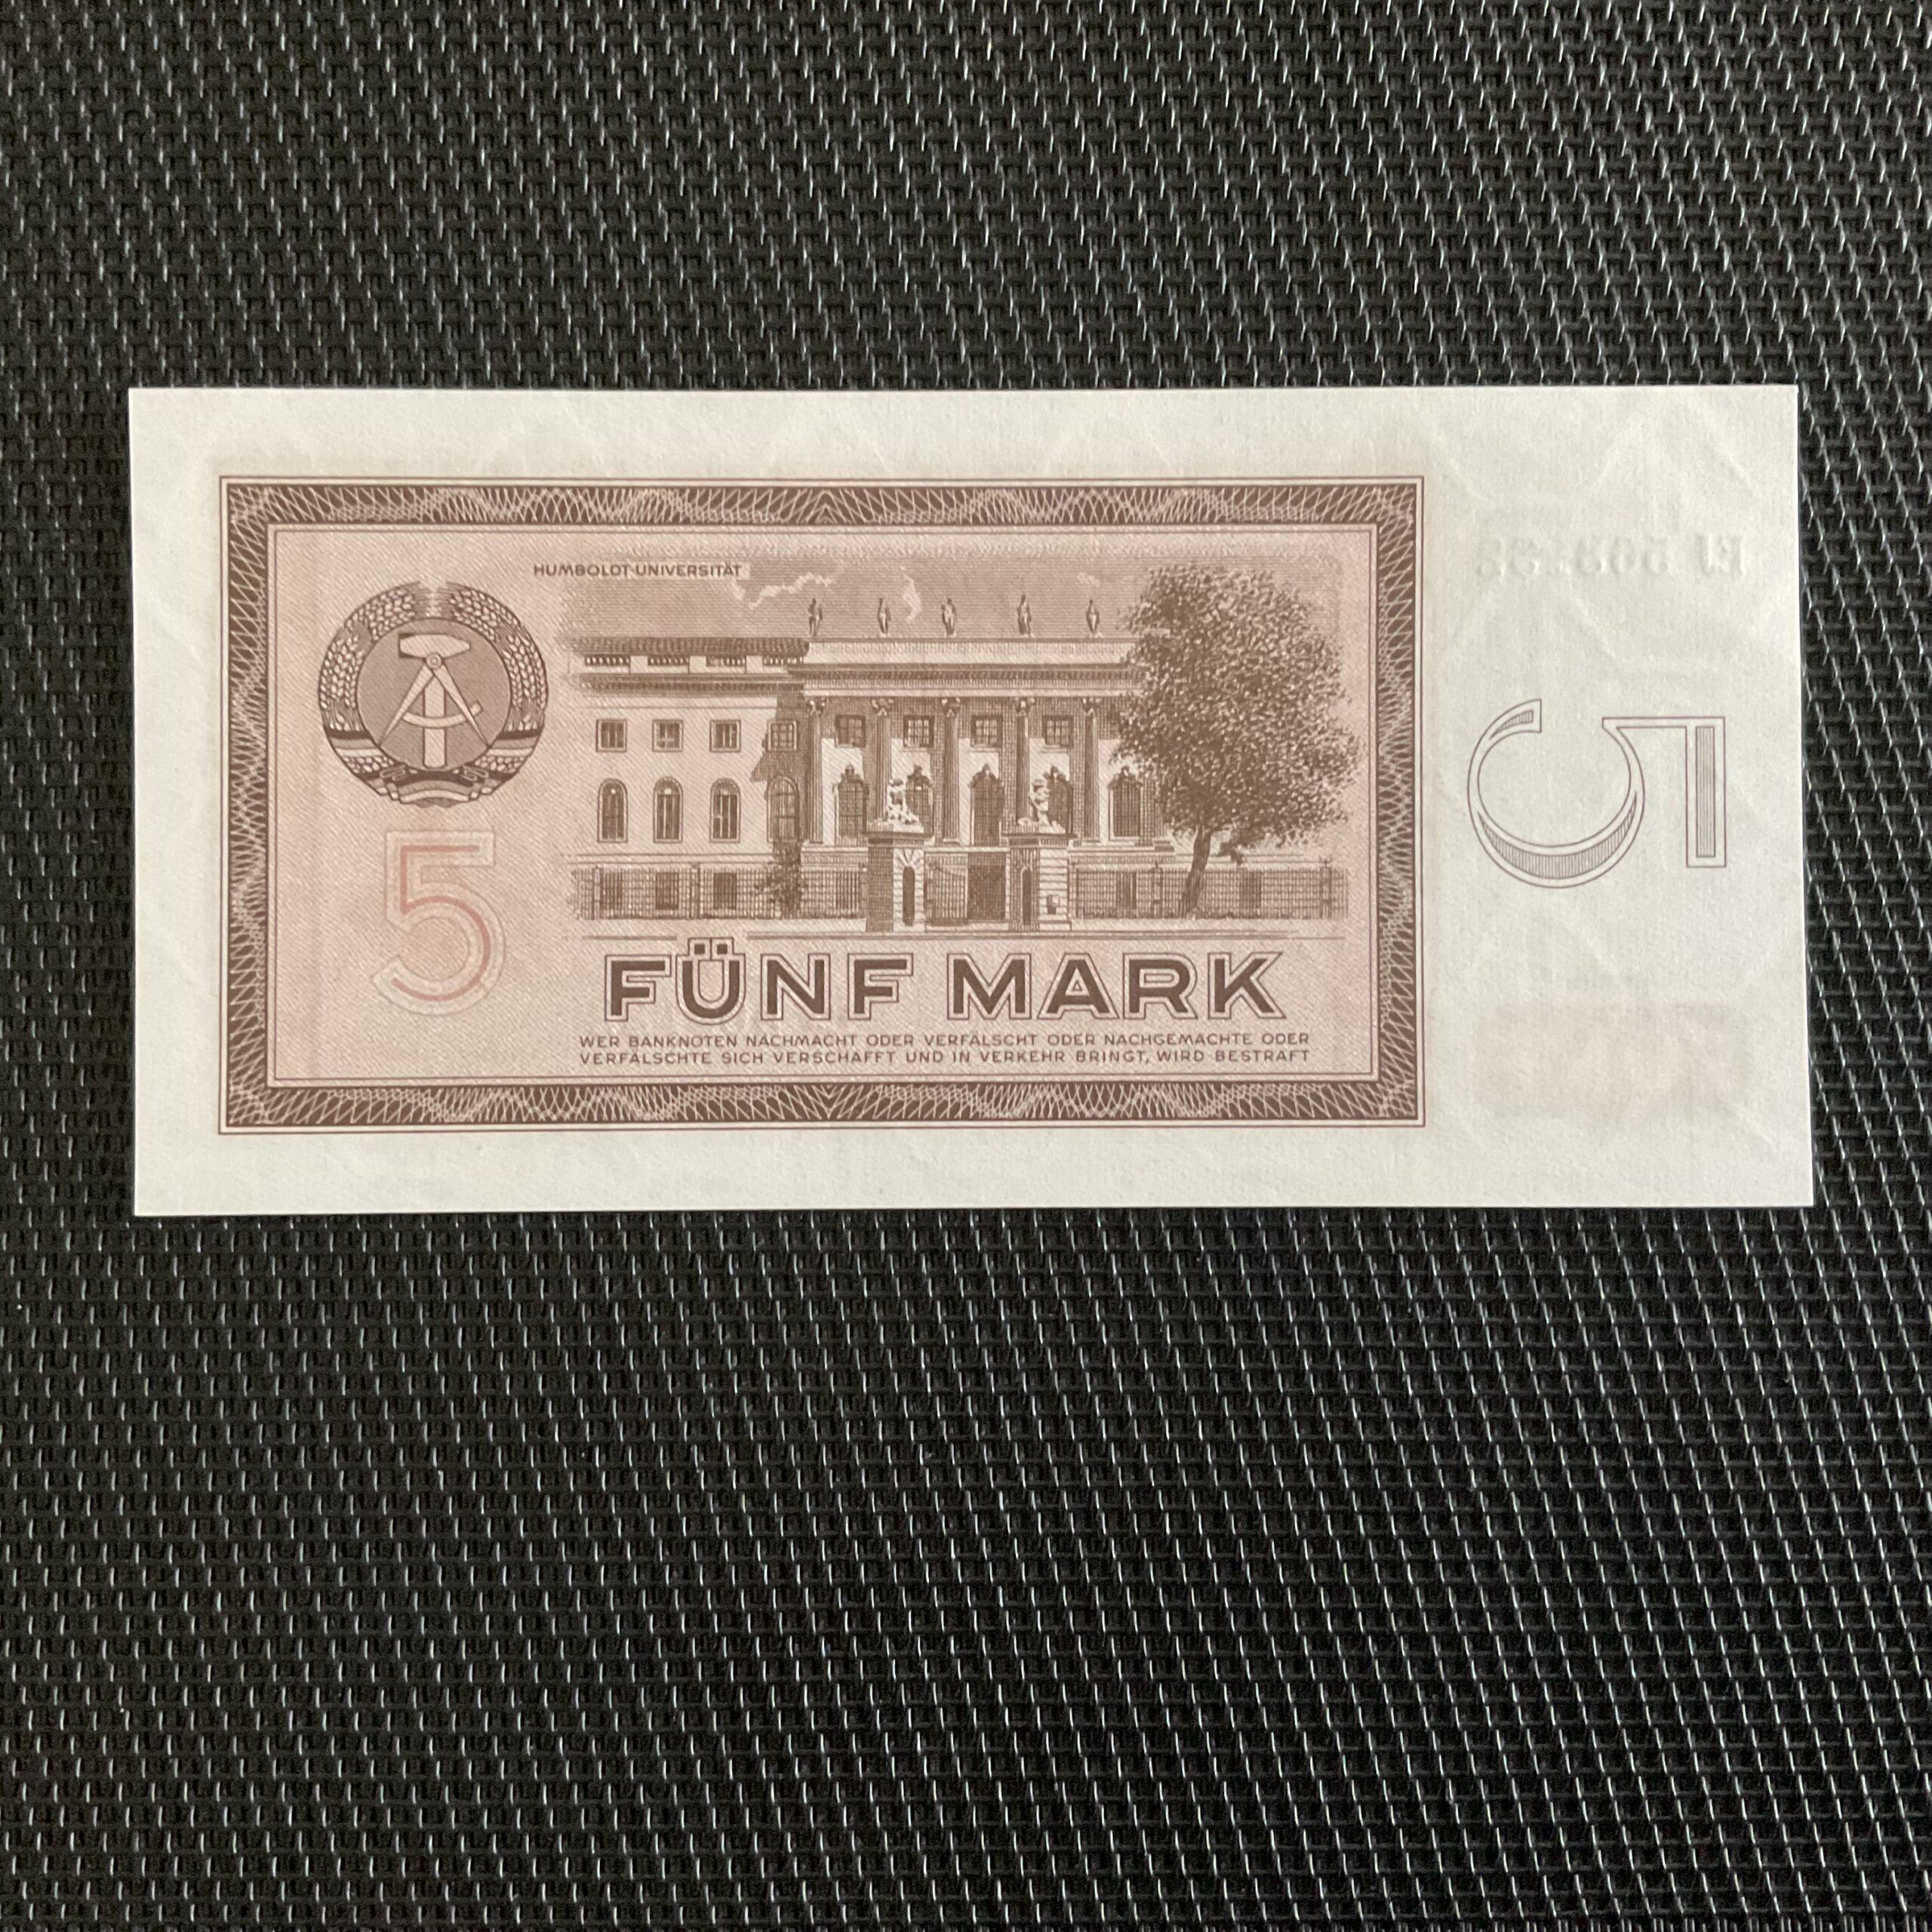 HUMBOLDT-UNIVERSITÄT
5
5
FÜNF MARK
WER BANKNOTEN NACHMACHT ODER VERFÄLSCHT ODER NACHGEMACHTE ODER
VERFÄLSCHTE SICH VERSCHAFFT UND IN VERKEHR BRINGT, WIRD BESTRAFT